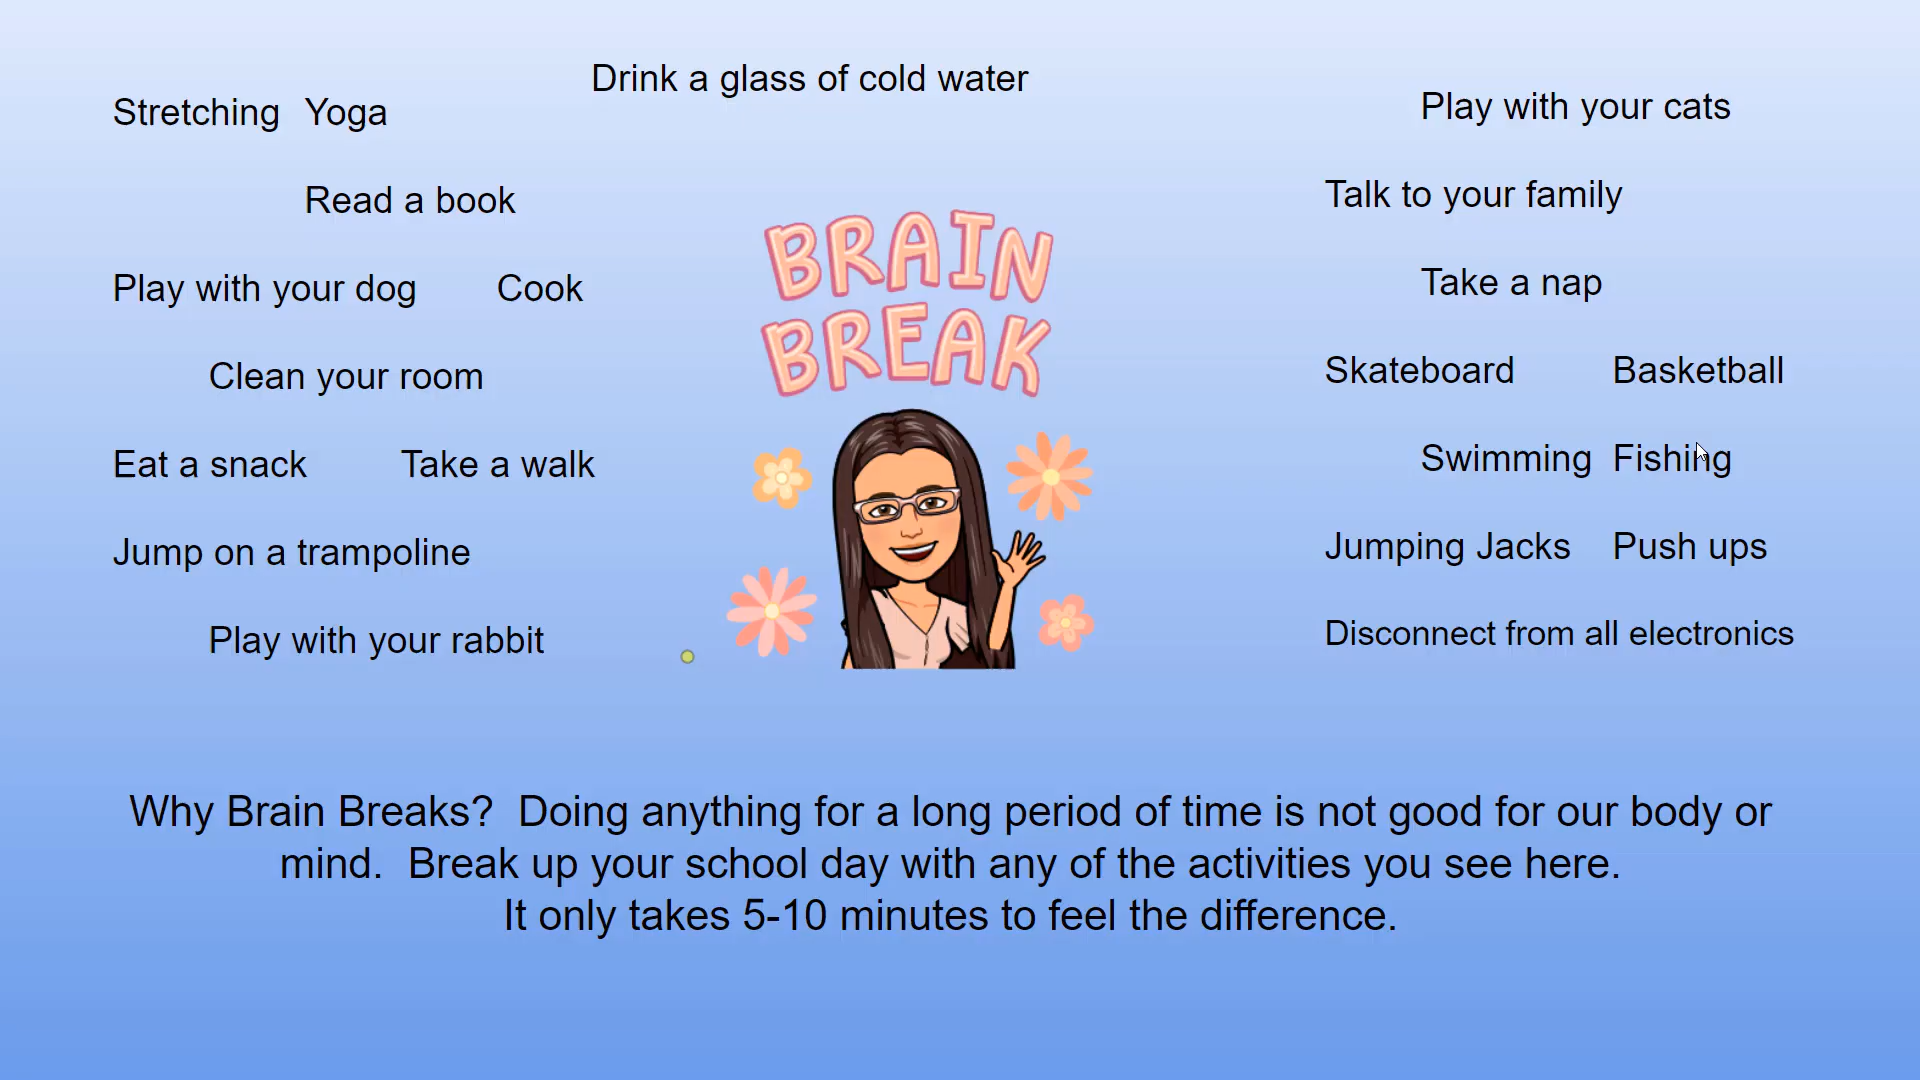 Drink a glass of cold water
Stretching Yoga
Read a book
Play with your dog Cook
Clean your room
Eat a snack Take a walk
Jump on a trampoline
Play with your rabbit
BRAIN
BREAK
Play with your cats
Talk to your family
Take a nap
Skateboard Basketball
Swimming Fishing
Jumping Jacks Push ups
Disconnect from all electronics
Why Brain Breaks? Doing anything for a long period of time is not good for our body or
mind. Break up your school day with any of the activities you see here.
It only takes 5-10 minutes to feel the difference.